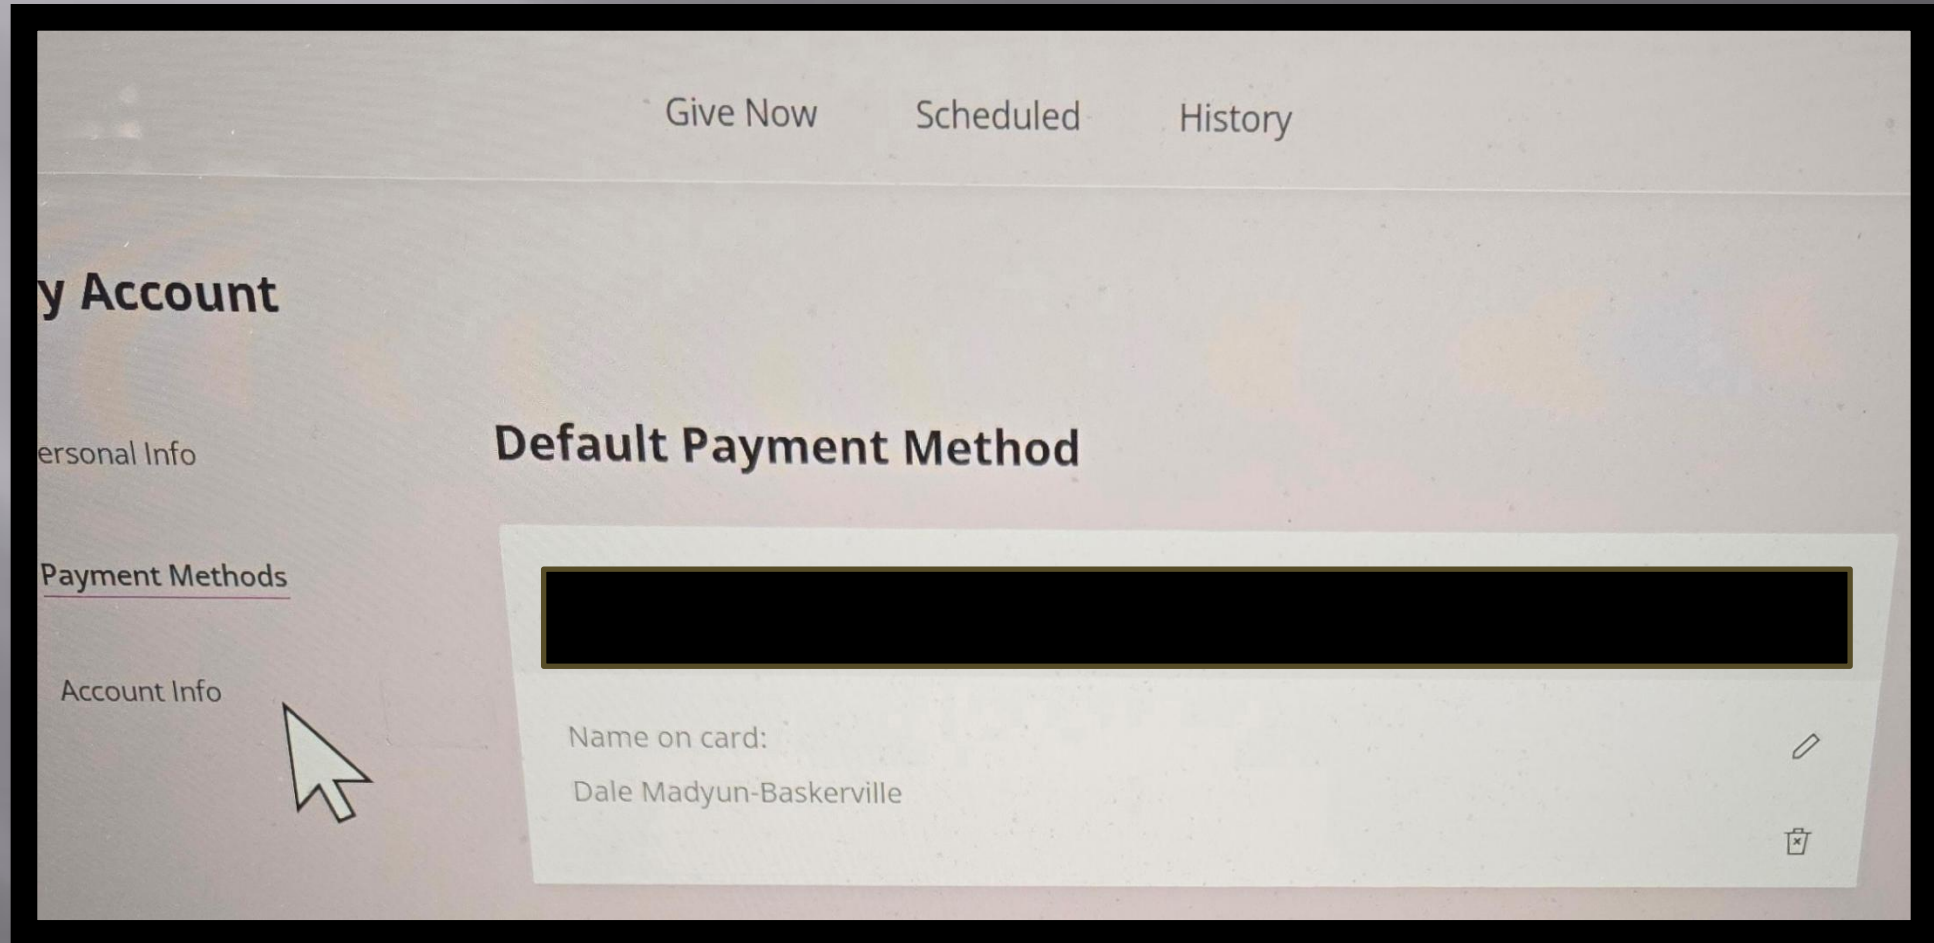 Give Now Scheduled History
y Account
ersonal Info
Default Payment Method
Payment Methods
Account Info
Name on card:
Dale Madyun-Baskerville